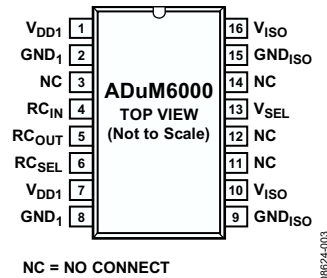 VDD1 1
GND1 2
NC 3
RCIN 4
RCOUT 5
RCSEL 6
VDD1 7
GND1 8
ADuM6000
TOP VIEW
(Not to Scale)
16 VISO
15 GNDISO
14 NC
13 VSEL
12 NC
11 NC
10 VISO
9 GNDISO
NC = NO CONNECT
08624-003